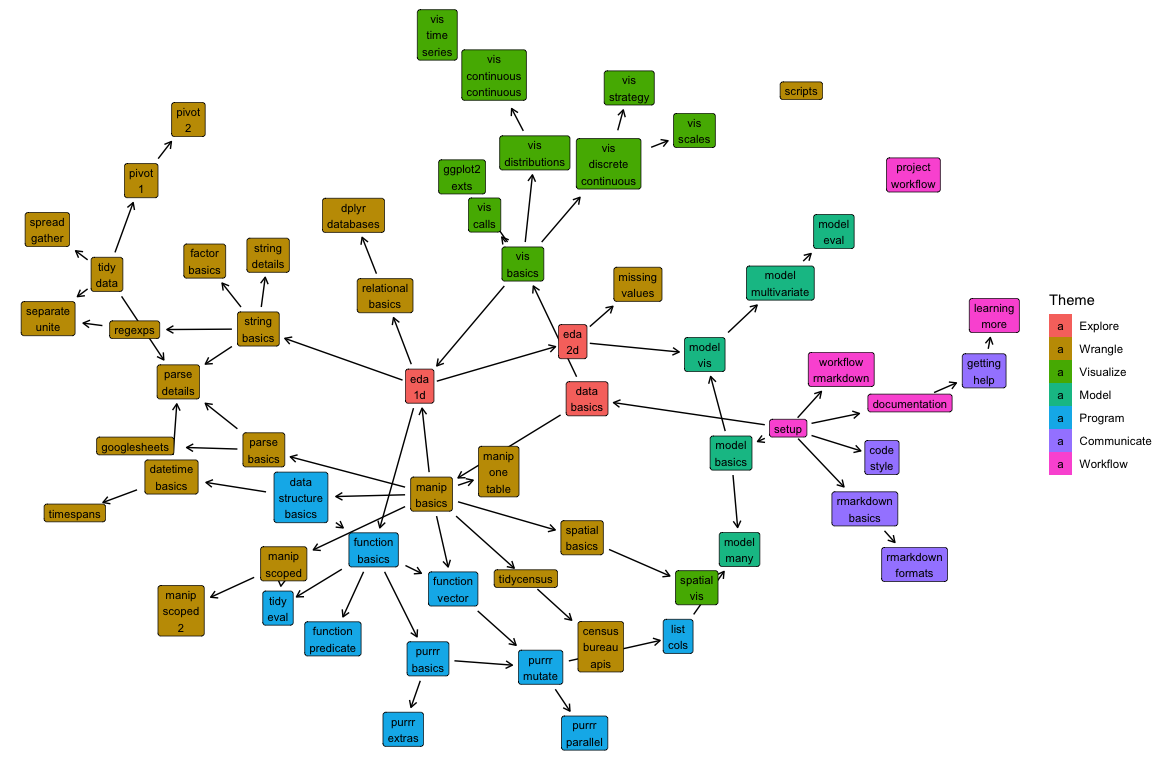 vis
time
series
vis
continuous
continuous
vis
strategy
scripts
pivot
2
vis
scales
vis
distributions
vis
discrete
continuous
pivot
1
ggplot2
exts
project
workflow
spread
gather
dplyr
databases
vis
calls
model
eval
factor
basics
string
details
tidy
data
vis
basics
missing
values
model
multivariate
relational
basics
separate
unite
regexps
string
basics
eda
2d
model
vis
learning
more
parse
details
eda
1d
data
basics
workflow
rmarkdown
getting
help
documentation
setup
googlesheets
parse
basics
model
basics
code
style
datetime
basics
manip
one
table
data
structure
basics
manip
basics
timespans
rmarkdown
basics
function
basics
spatial
basics
model
many
rmarkdown
formats
manip
scoped
tidycensus
function
vector
spatial
vis
manip
scoped
2
tidy
eval
function
predicate
list
cols
census
bureau
apis
purrr
basics
purrr
mutate
purrr
extras
purrr
parallel
Theme
a Explore
a Wrangle
a Visualize
a Model
a Program
a Communicate
a Workflow